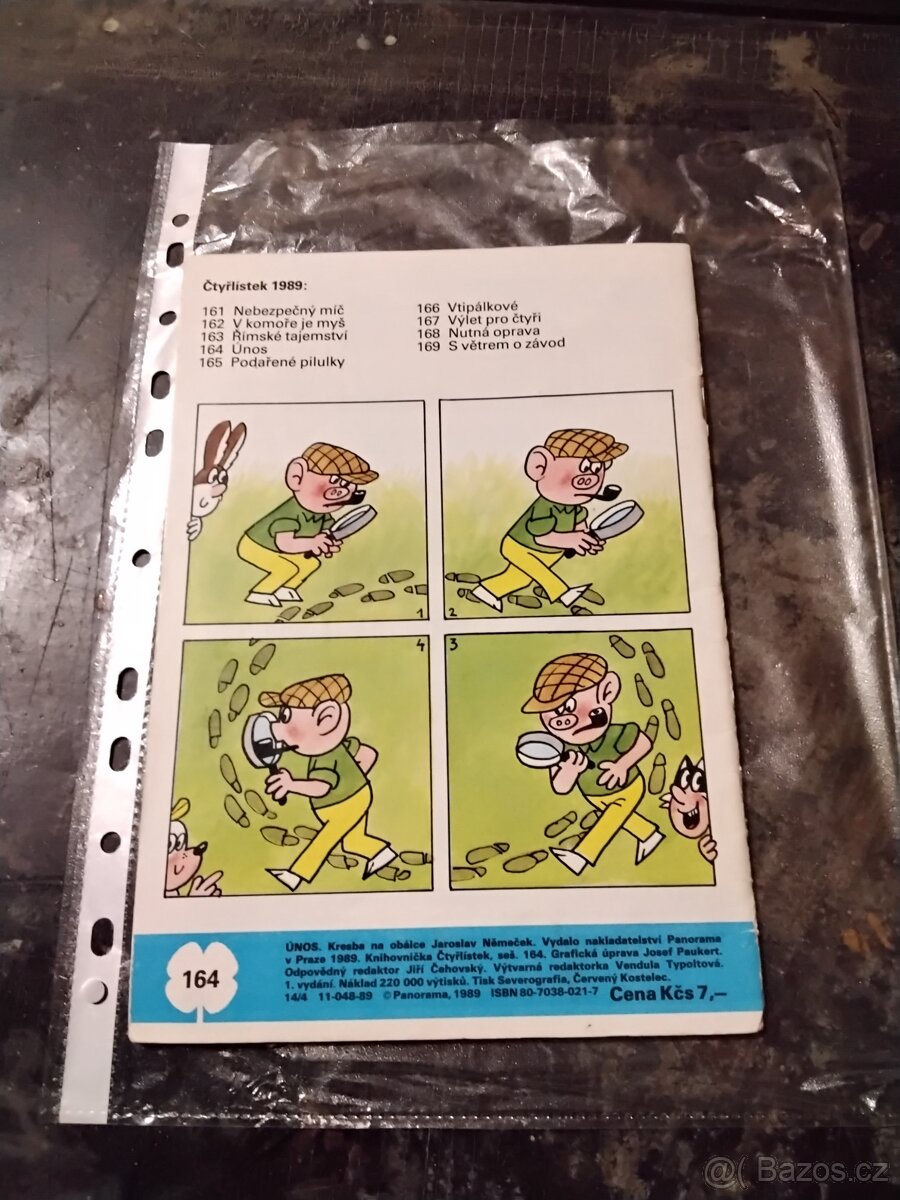 Čtyřlístek 1989:
161 Nebezpečný míč
162 V komoře je myš
163 Římské tajemství
164 Únos
165 Podařené pilulky
166 Vtipálkové
167 Výlet pro čtyři
168 Nutná oprava
169 S větrem o závod
1
2
4
3
164
ÚNOS. Kresba na obálce Jaroslav Němeček. Vydalo nakladatelství Panorama
v Praze 1989. Knihovnička Čtyřlístek, seš. 164. Grafická úprava Josef Paukert.
Odpovědný redaktor Jiří Čehovský. Výtvarná redaktorka Vendula Typoltová.
1. vydání. Náklad 220 000 výtisků. Tisk Severografia, Červený Kostelec.
14/4 11-048-89 ©Panorama, 1989 ISBN 80-7038-021-7 Cena Kčs 7,—
@( Bazos.cz